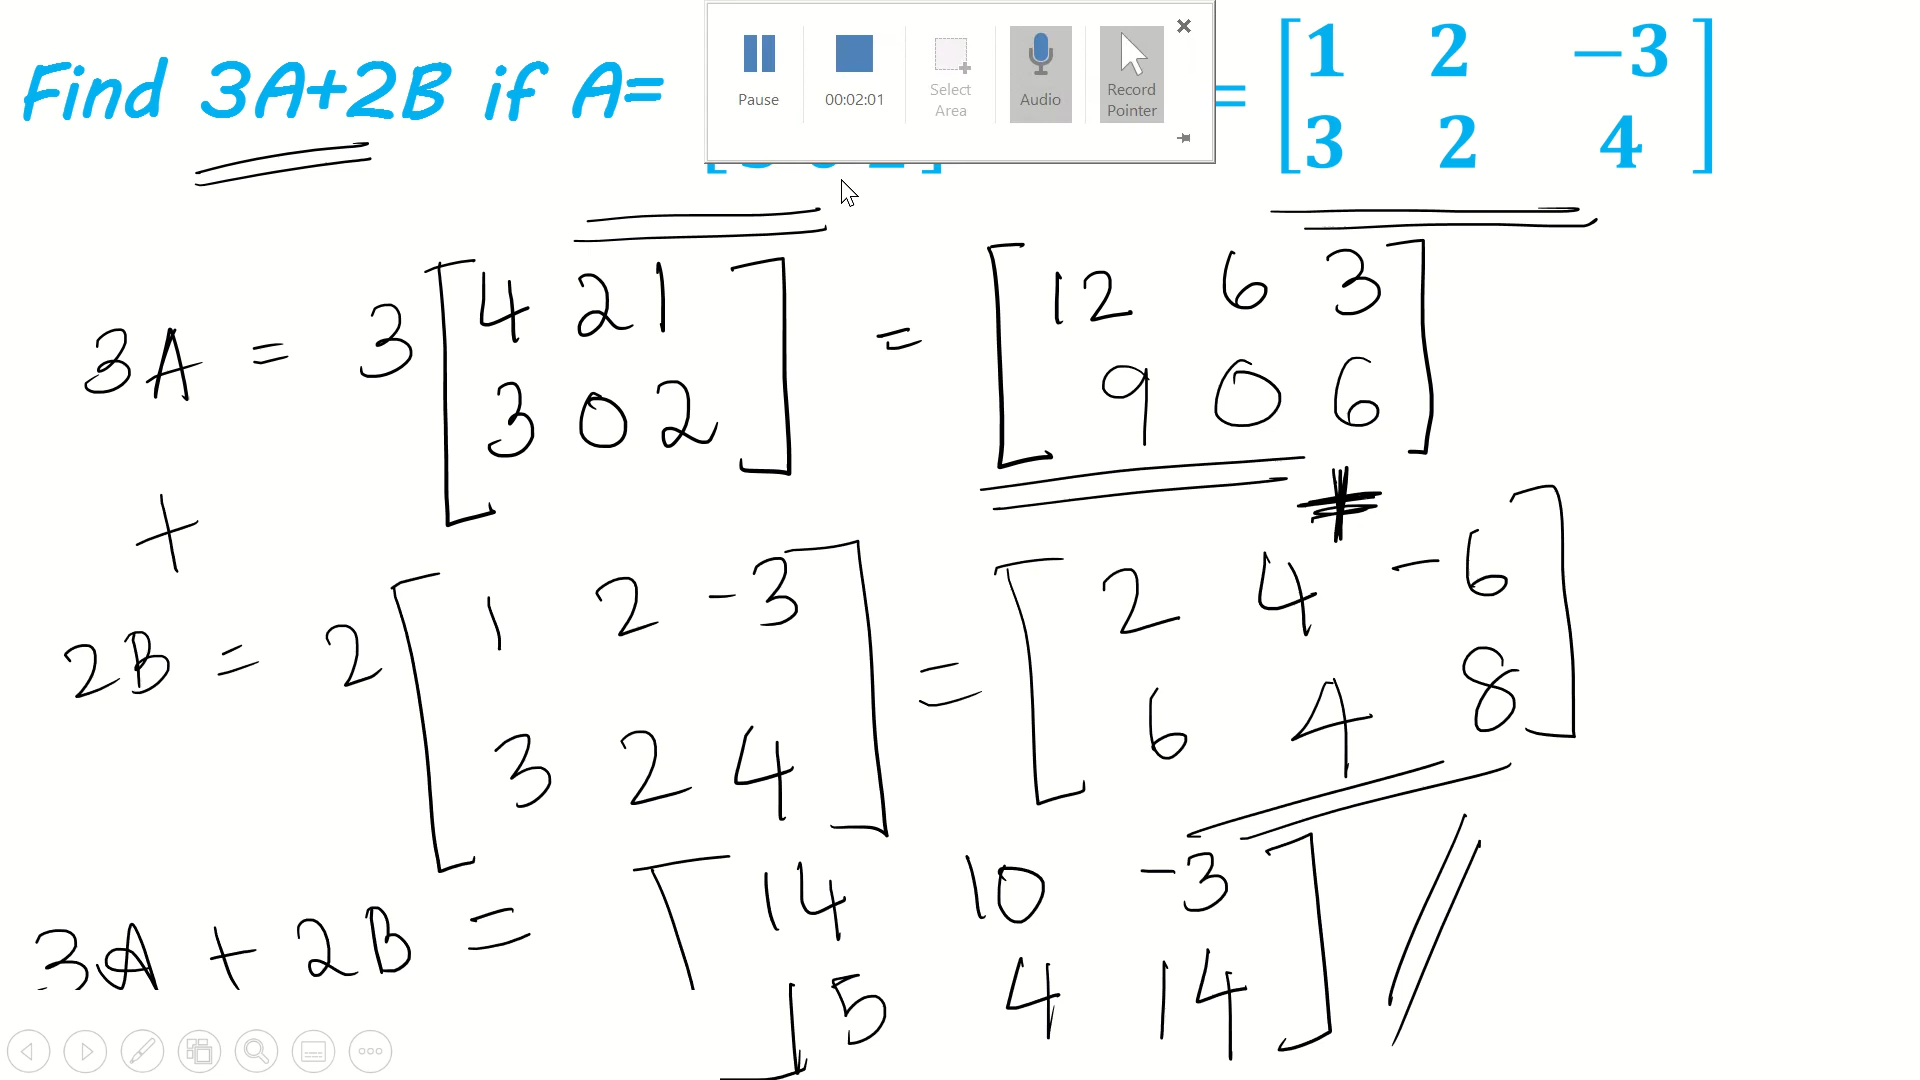 Find 3A+2B if A= = [1 2 −3
3 2 4]
Pause 00:02:01 Select Area Audio Record Pointer
3A = 3 [4 2 1
3 0 2] = [12 6 3
9 0 6]
+
2B = 2 [1 2 -3
3 2 4] = [2 4 -6
6 4 8]
3A + 2B = [14 10 -3
15 4 14]